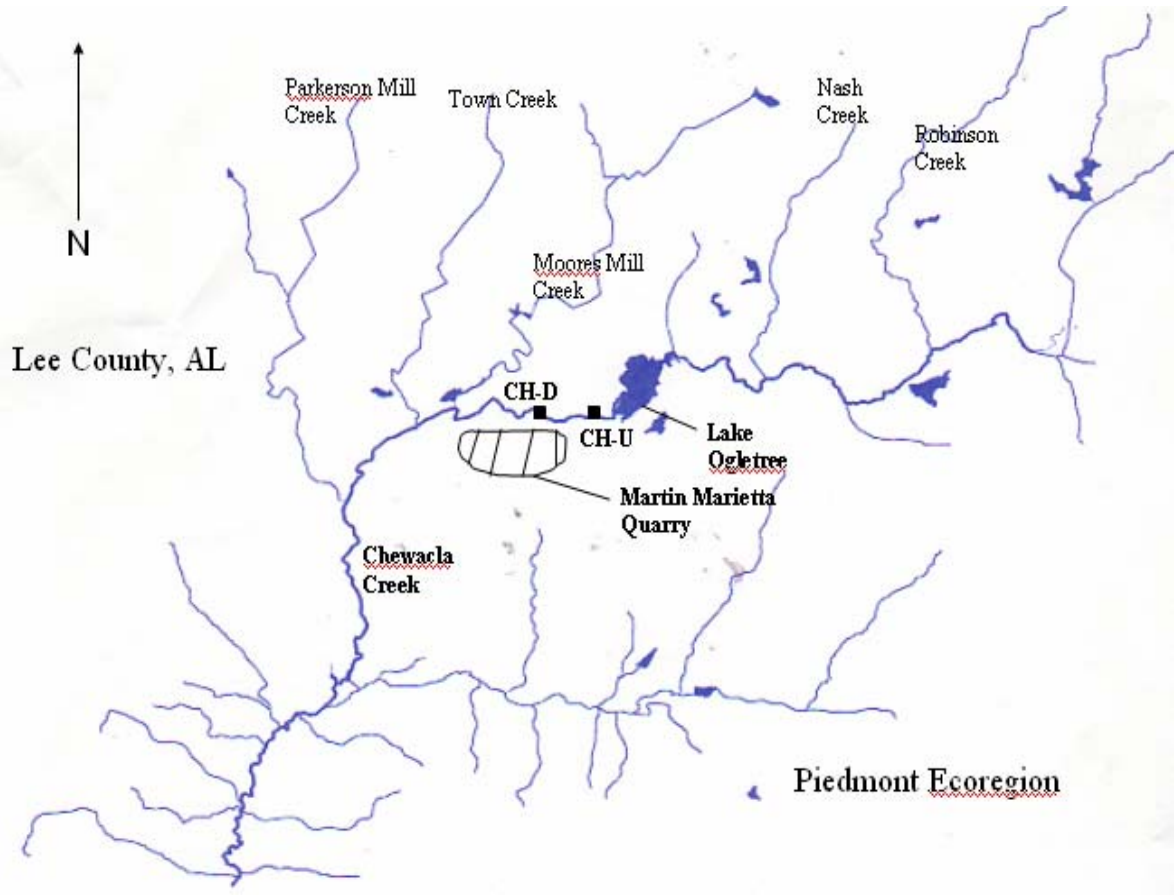 Parkerson Mill
Creek
Town Creek
Nash
Creek
Robinson
Creek
N
Moores Mill
Creek
Lee County, AL
CH-D
CH-U
Lake
Ogletree
Martin Marietta
Quarry
Chewacla
Creek
Piedmont Ecoregion